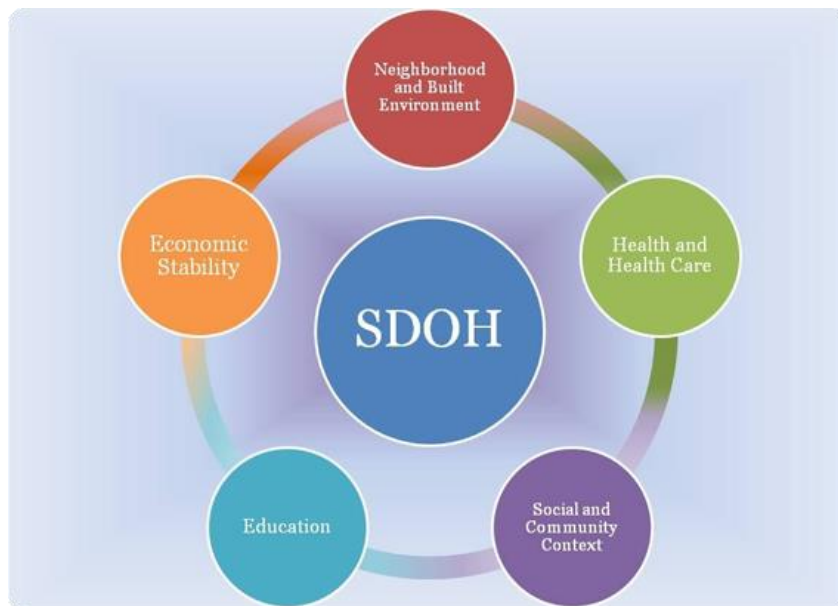 Neighborhood
and Built
Environment
Economic
Stability
Health and
Health Care
SDOH
Education
Social and
Community
Context